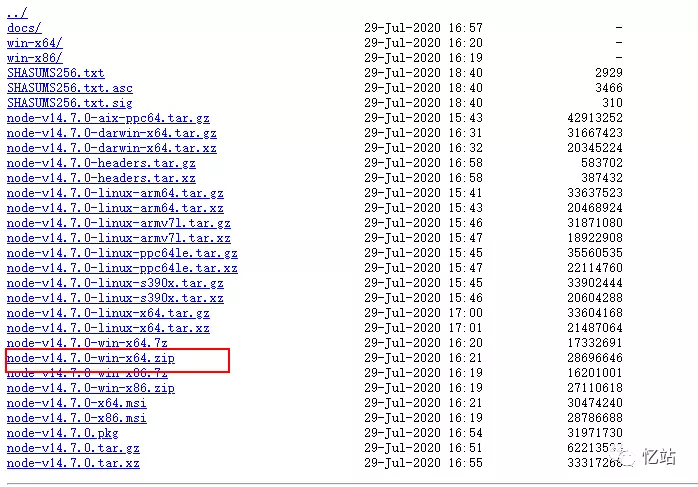 ../
docs/ 29-Jul-2020 16:57 -
win-x64/ 29-Jul-2020 16:20 -
win-x86/ 29-Jul-2020 16:19 -
SHASUMS256.txt 29-Jul-2020 18:40 2929
SHASUMS256.txt.asc 29-Jul-2020 18:40 3466
SHASUMS256.txt.sig 29-Jul-2020 18:40 310
node-v14.7.0-aix-ppc64.tar.gz 29-Jul-2020 15:43 42913252
node-v14.7.0-darwin-x64.tar.gz 29-Jul-2020 16:31 31667423
node-v14.7.0-darwin-x64.tar.xz 29-Jul-2020 16:32 20345224
node-v14.7.0-headers.tar.gz 29-Jul-2020 16:58 583702
node-v14.7.0-headers.tar.xz 29-Jul-2020 16:58 387432
node-v14.7.0-linux-arm64.tar.gz 29-Jul-2020 15:41 33637523
node-v14.7.0-linux-arm64.tar.xz 29-Jul-2020 15:43 20468924
node-v14.7.0-linux-armv7l.tar.gz 29-Jul-2020 15:46 31871080
node-v14.7.0-linux-armv7l.tar.xz 29-Jul-2020 15:47 18922908
node-v14.7.0-linux-ppc64le.tar.gz 29-Jul-2020 15:45 35560535
node-v14.7.0-linux-ppc64le.tar.xz 29-Jul-2020 15:47 22114760
node-v14.7.0-linux-s390x.tar.gz 29-Jul-2020 15:45 33902444
node-v14.7.0-linux-s390x.tar.xz 29-Jul-2020 15:46 20604288
node-v14.7.0-linux-x64.tar.gz 29-Jul-2020 17:00 33604168
node-v14.7.0-linux-x64.tar.xz 29-Jul-2020 17:01 21487064
node-v14.7.0-win-x64.7z 29-Jul-2020 16:20 17332691
node-v14.7.0-win-x64.zip 29-Jul-2020 16:21 28696646
node-v14.7.0-win-x86.7z 29-Jul-2020 16:19 16201001
node-v14.7.0-win-x86.zip 29-Jul-2020 16:19 27110618
node-v14.7.0-x64.msi 29-Jul-2020 16:21 30474240
node-v14.7.0-x86.msi 29-Jul-2020 16:19 28786688
node-v14.7.0.pkg 29-Jul-2020 16:54 31971730
node-v14.7.0.tar.gz 29-Jul-2020 16:51
node-v14.7.0.tar.xz 29-Jul-2020 16:55 33317268
忆站